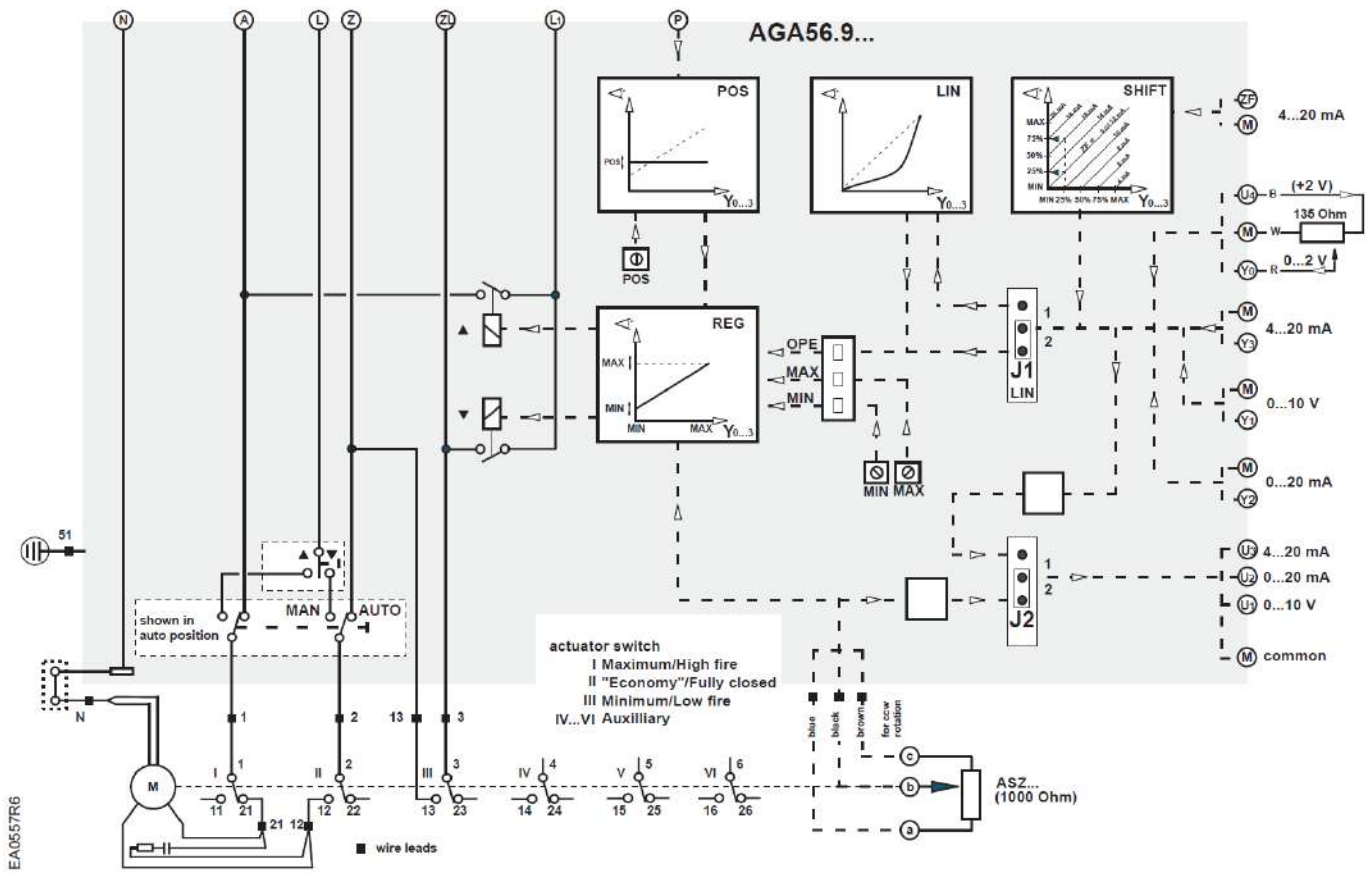 N A L Z ZL L1 P
AGA56.9...
POS
POS
Y0...3
POS
LIN
Y0...3
SHIFT
MAX
75%
50%
25%
MIN
MIN 25% 50% 75% MAX Y0...3
ZF
M
4...20 mA
U4 B (+2 V)
135 Ohm
M W
Y0 R 0...2 V
REG
MAX
MIN
MIN MAX Y0...3
▲
▼
OPE
MAX
MIN
MIN MAX
1
2
J1
LIN
M
4...20 mA
Y3
M
0...10 V
Y1
M
0...20 mA
Y2
51
▲ ▼
MAN AUTO
shown in
auto position
1
2
J2
U3 4...20 mA
U2 0...20 mA
U1 0...10 V
M common
actuator switch
I Maximum/High fire
II "Economy"/Fully closed
III Minimum/Low fire
IV...VI Auxilliary
N
1 2 13 3
blue
black
brown
for ccw
rotation
M
I 1 II 2 III 3 IV 4 V 5 VI 6
11 21 12 22 13 23 14 24 15 25 16 26
21 12
c
b
a
ASZ...
(1000 Ohm)
■ wire leads
EA0557R6